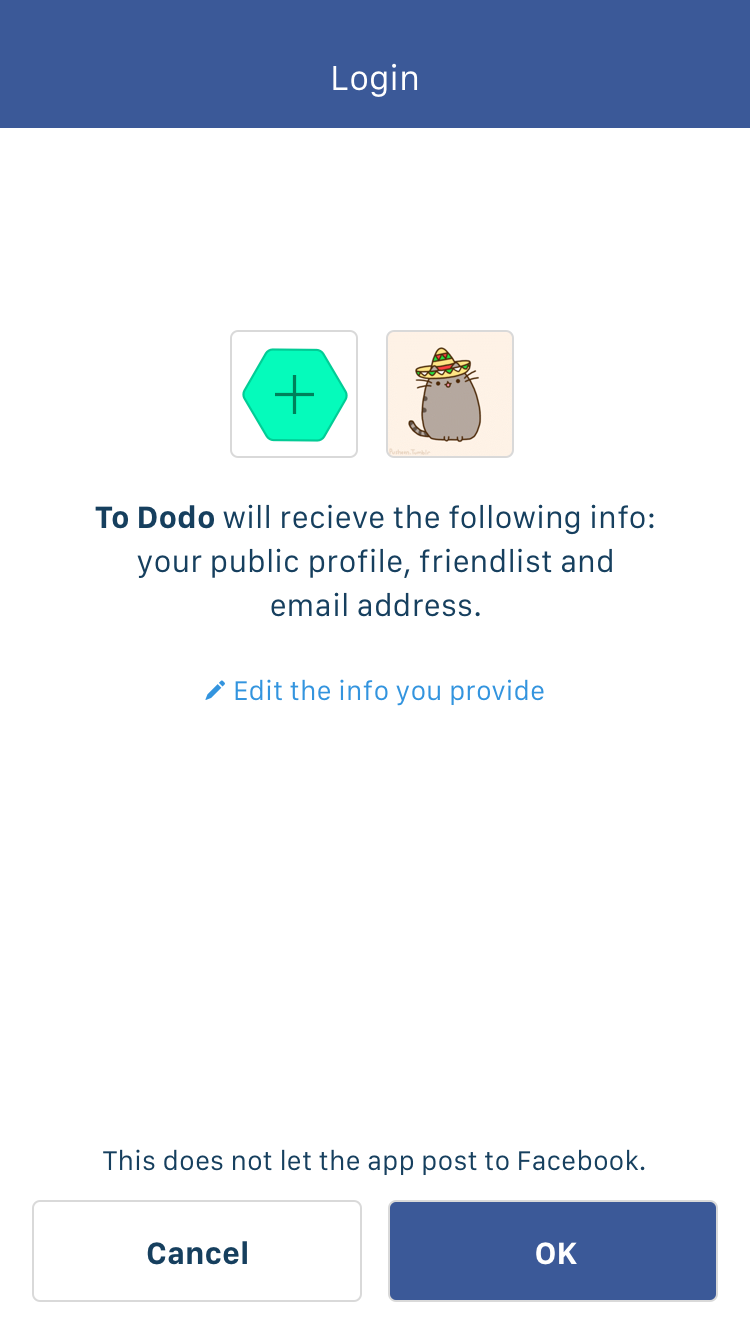 Login
To Dodo will recieve the following info:
your public profile, friendlist and
email address.
Edit the info you provide
This does not let the app post to Facebook.
Cancel
OK